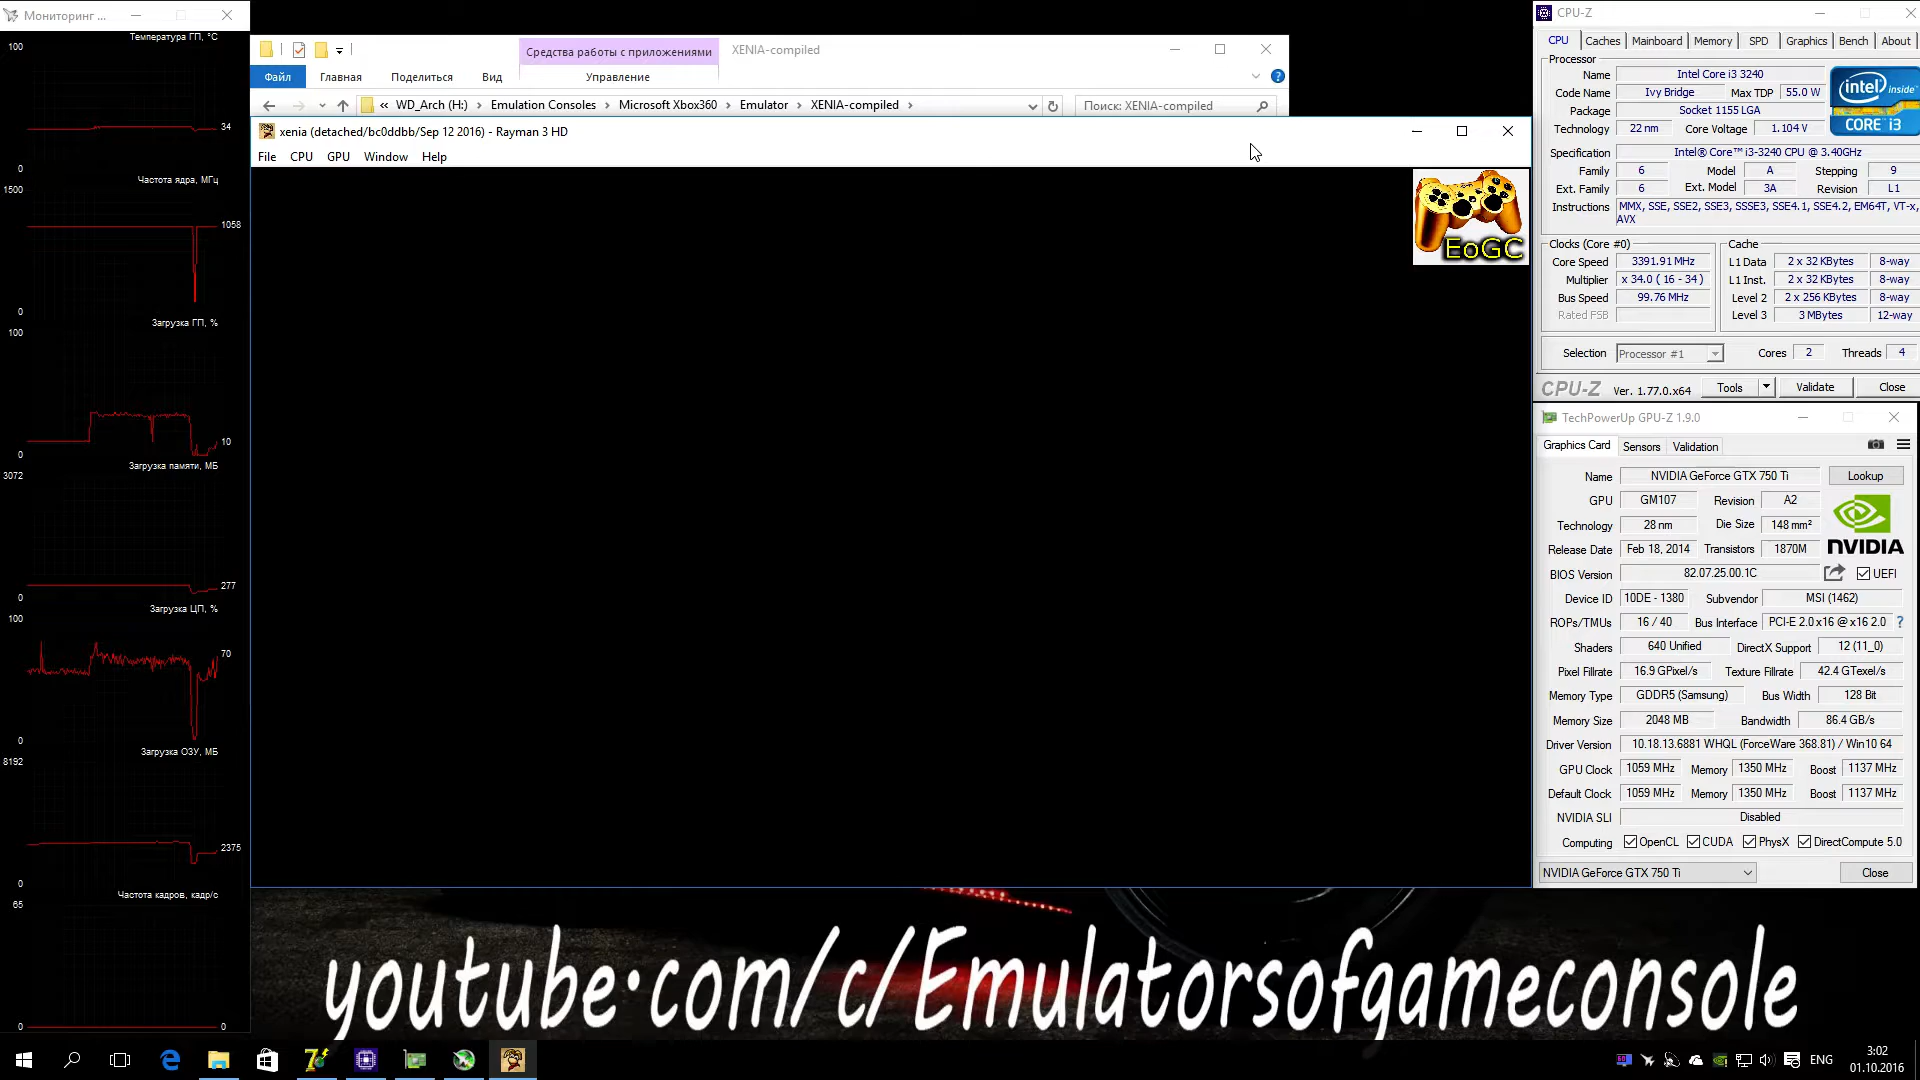 Мониторинг ...
Температура ГП, °C
100
34
0
Частота ядра, МГц
1500
1058
0
Загрузка ГП, %
100
10
0
Загрузка памяти, МБ
3072
277
0
Загрузка ЦП, %
100
70
0
Загрузка ОЗУ, МБ
8192
2375
0
Частота кадров, кадр/с
65
0
0
Средства работы с приложениями
XENIA-compiled
Файл
Главная
Поделиться
Вид
Управление
« WD_Arch (H:) > Emulation Consoles > Microsoft Xbox360 > Emulator > XENIA-compiled >
Поиск: XENIA-compiled
xenia (detached/bc0ddbb/Sep 12 2016) - Rayman 3 HD
File CPU GPU Window Help
EoGC
CPU-Z
CPU Caches Mainboard Memory SPD Graphics Bench About
Processor
Name Intel Core i3 3240
Code Name Ivy Bridge Max TDP 55.0 W
Package Socket 1155 LGA
Technology 22 nm Core Voltage 1.104 V
intel inside™
CORE i3
Specification Intel® Core™ i3-3240 CPU @ 3.40GHz
Family 6 Model A Stepping 9
Ext. Family 6 Ext. Model 3A Revision L1
Instructions MMX, SSE, SSE2, SSE3, SSSE3, SSE4.1, SSE4.2, EM64T, VT-x,
AVX
Clocks (Core #0)
Core Speed 3391.91 MHz
Multiplier x 34.0 ( 16 - 34 )
Bus Speed 99.76 MHz
Rated FSB
Cache
L1 Data 2 x 32 KBytes 8-way
L1 Inst. 2 x 32 KBytes 8-way
Level 2 2 x 256 KBytes 8-way
Level 3 3 MBytes 12-way
Selection Processor #1 Cores 2 Threads 4
CPU-Z Ver. 1.77.0.x64 Tools Validate Close
TechPowerUp GPU-Z 1.9.0
Graphics Card Sensors Validation
Name NVIDIA GeForce GTX 750 Ti Lookup
GPU GM107 Revision A2
Technology 28 nm Die Size 148 mm²
Release Date Feb 18, 2014 Transistors 1870M
NVIDIA
BIOS Version 82.07.25.00.1C UEFI
Device ID 10DE - 1380 Subvendor MSI (1462)
ROPs/TMUs 16 / 40 Bus Interface PCI-E 2.0 x16 @ x16 2.0 ?
Shaders 640 Unified DirectX Support 12 (11_0)
Pixel Fillrate 16.9 GPixel/s Texture Fillrate 42.4 GTexel/s
Memory Type GDDR5 (Samsung) Bus Width 128 Bit
Memory Size 2048 MB Bandwidth 86.4 GB/s
Driver Version 10.18.13.6881 WHQL (ForceWare 368.81) / Win10 64
GPU Clock 1059 MHz Memory 1350 MHz Boost 1137 MHz
Default Clock 1059 MHz Memory 1350 MHz Boost 1137 MHz
NVIDIA SLI Disabled
Computing OpenCL CUDA PhysX DirectCompute 5.0
NVIDIA GeForce GTX 750 Ti Close
youtube.com/c/Emulatorsofgameconsole
ENG
3:02
01.10.2016